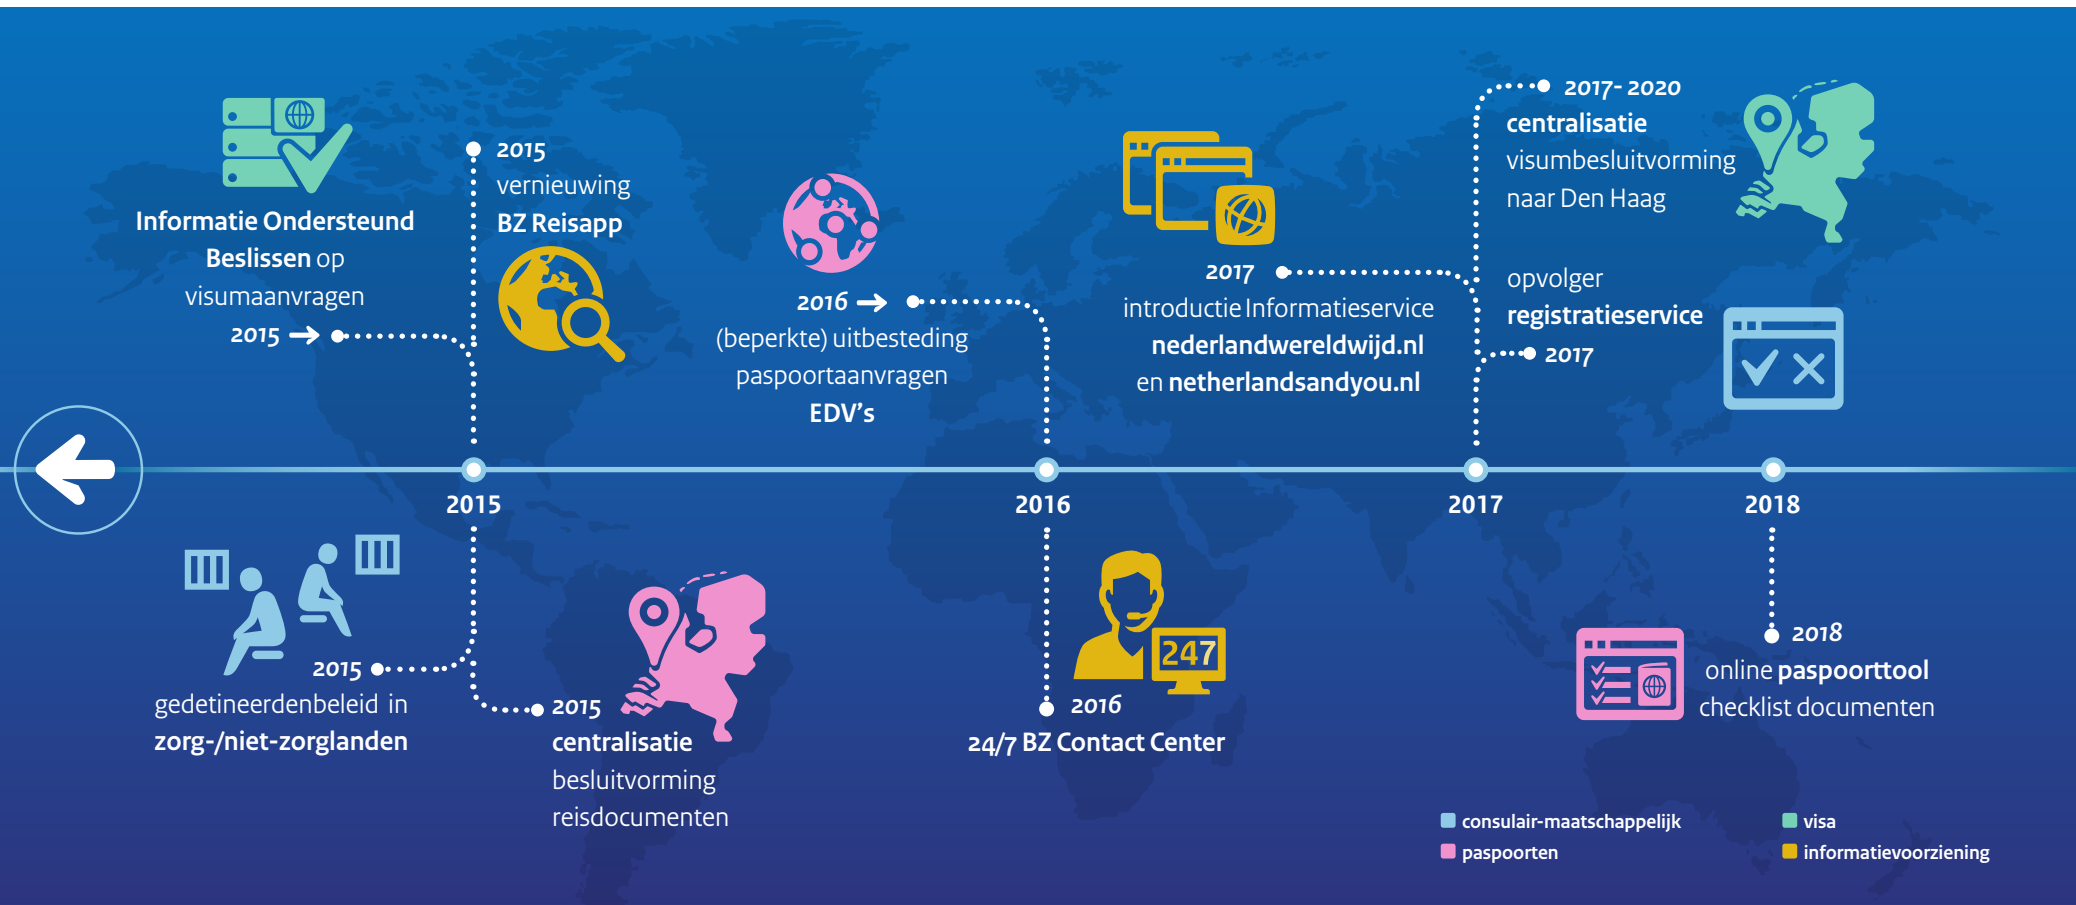 Informatie Ondersteund
Beslissen op
visumaanvragen
2015
2015
vernieuwing
BZ Reisapp
2016
(beperkte) uitbesteding
paspoortaanvragen
EDV's
2017
introductie Informatieservice
nederlandwereldwijd.nl
en netherlandsandyou.nl
2017- 2020
centralisatie
visumbesluitvorming
naar Den Haag
opvolger
registratieservice
2017
2015
2016
2017
2018
2015
gedetineerdenbeleid in
zorg-/niet-zorglanden
2015
centralisatie
besluitvorming
reisdocumenten
247
2016
24/7 BZ Contact Center
2018
online paspoorttool
checklist documenten
consulair-maatschappelijk
paspoorten
visa
informatievoorziening